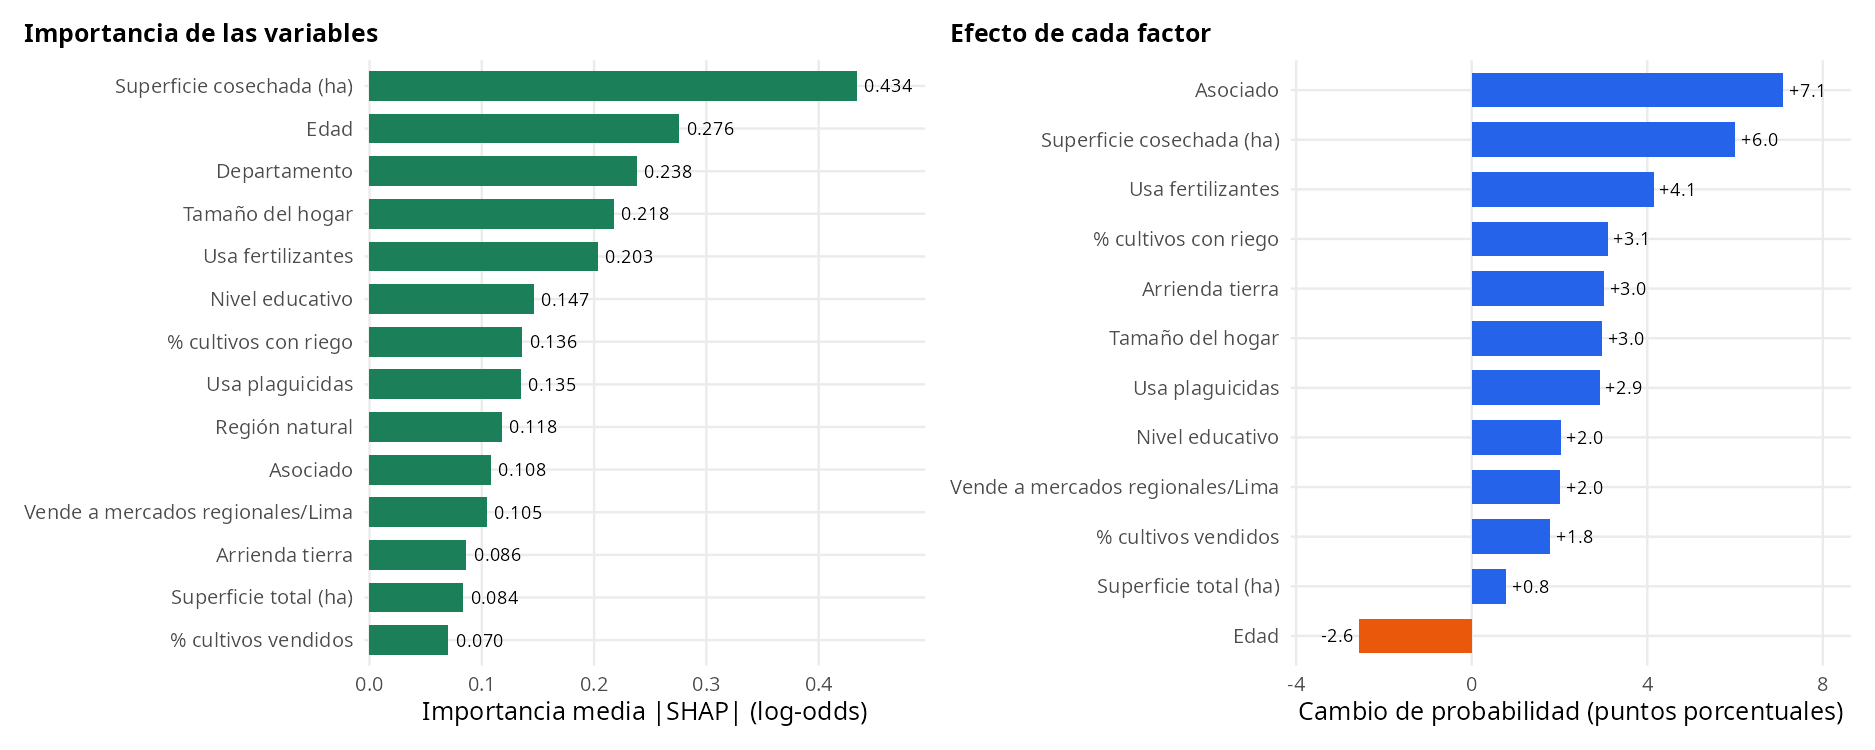 Importancia de las variables
Superficie cosechada (ha) 0.434
Edad 0.276
Departamento 0.238
Tamaño del hogar 0.218
Usa fertilizantes 0.203
Nivel educativo 0.147
% cultivos con riego 0.136
Usa plaguicidas 0.135
Región natural 0.118
Asociado 0.108
Vende a mercados regionales/Lima 0.105
Arrienda tierra 0.086
Superficie total (ha) 0.084
% cultivos vendidos 0.070
0.0 0.1 0.2 0.3 0.4
Importancia media |SHAP| (log-odds)
Efecto de cada factor
Asociado +7.1
Superficie cosechada (ha) +6.0
Usa fertilizantes +4.1
% cultivos con riego +3.1
Arrienda tierra +3.0
Tamaño del hogar +3.0
Usa plaguicidas +2.9
Nivel educativo +2.0
Vende a mercados regionales/Lima +2.0
% cultivos vendidos +1.8
Superficie total (ha) +0.8
Edad -2.6
-4 0 4 8
Cambio de probabilidad (puntos porcentuales)